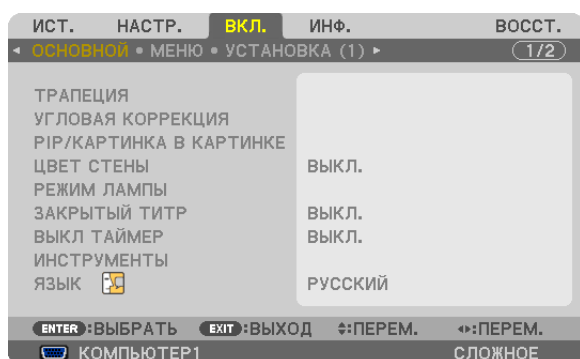 ИСТ. НАСТР. ВКЛ. ИНФ. ВОССТ.
ОСНОВНОЙ • МЕНЮ • УСТАНОВКА (1) 1/2
ТРАПЕЦИЯ
УГЛОВАЯ КОРРЕКЦИЯ
PIP/КАРТИНКА В КАРТИНКЕ
ЦВЕТ СТЕНЫ ВЫКЛ.
РЕЖИМ ЛАМПЫ
ЗАКРЫТЫЙ ТИТР ВЫКЛ.
ВЫКЛ ТАЙМЕР ВЫКЛ.
ИНСТРУМЕНТЫ
ЯЗЫК РУССКИЙ
ENTER:ВЫБРАТЬ EXIT:ВЫХОД :ПЕРЕМ. :ПЕРЕМ.
КОМПЬЮТЕР1 СЛОЖНОЕ